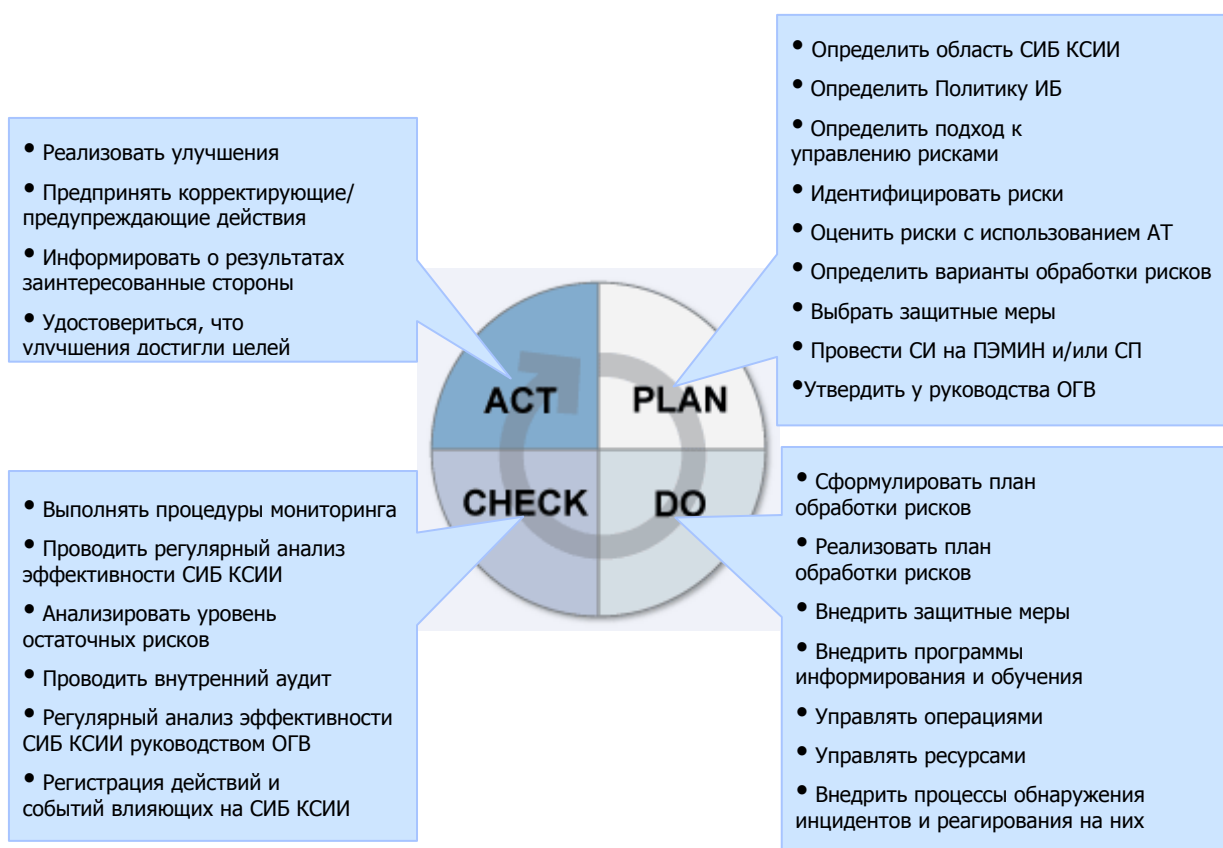 • Определить область СИБ КСИИ
• Определить Политику ИБ
• Определить подход к
управлению рисками
• Идентифицировать риски
• Оценить риски с использованием АТ
• Определить варианты обработки рисков
• Выбрать защитные меры
• Провести СИ на ПЭМИН и/или СП
•Утвердить у руководства ОГВ
• Реализовать улучшения
• Предпринять корректирующие/
предупреждающие действия
• Информировать о результатах
заинтересованные стороны
• Удостовериться, что
улучшения достигли целей
ACT
PLAN
CHECK
DO
• Выполнять процедуры мониторинга
• Проводить регулярный анализ
эффективности СИБ КСИИ
• Анализировать уровень
остаточных рисков
• Проводить внутренний аудит
• Регулярный анализ эффективности
СИБ КСИИ руководством ОГВ
• Регистрация действий и
событий влияющих на СИБ КСИИ
• Сформулировать план
обработки рисков
• Реализовать план
обработки рисков
• Внедрить защитные меры
• Внедрить программы
информирования и обучения
• Управлять операциями
• Управлять ресурсами
• Внедрить процессы обнаружения
инцидентов и реагирования на них